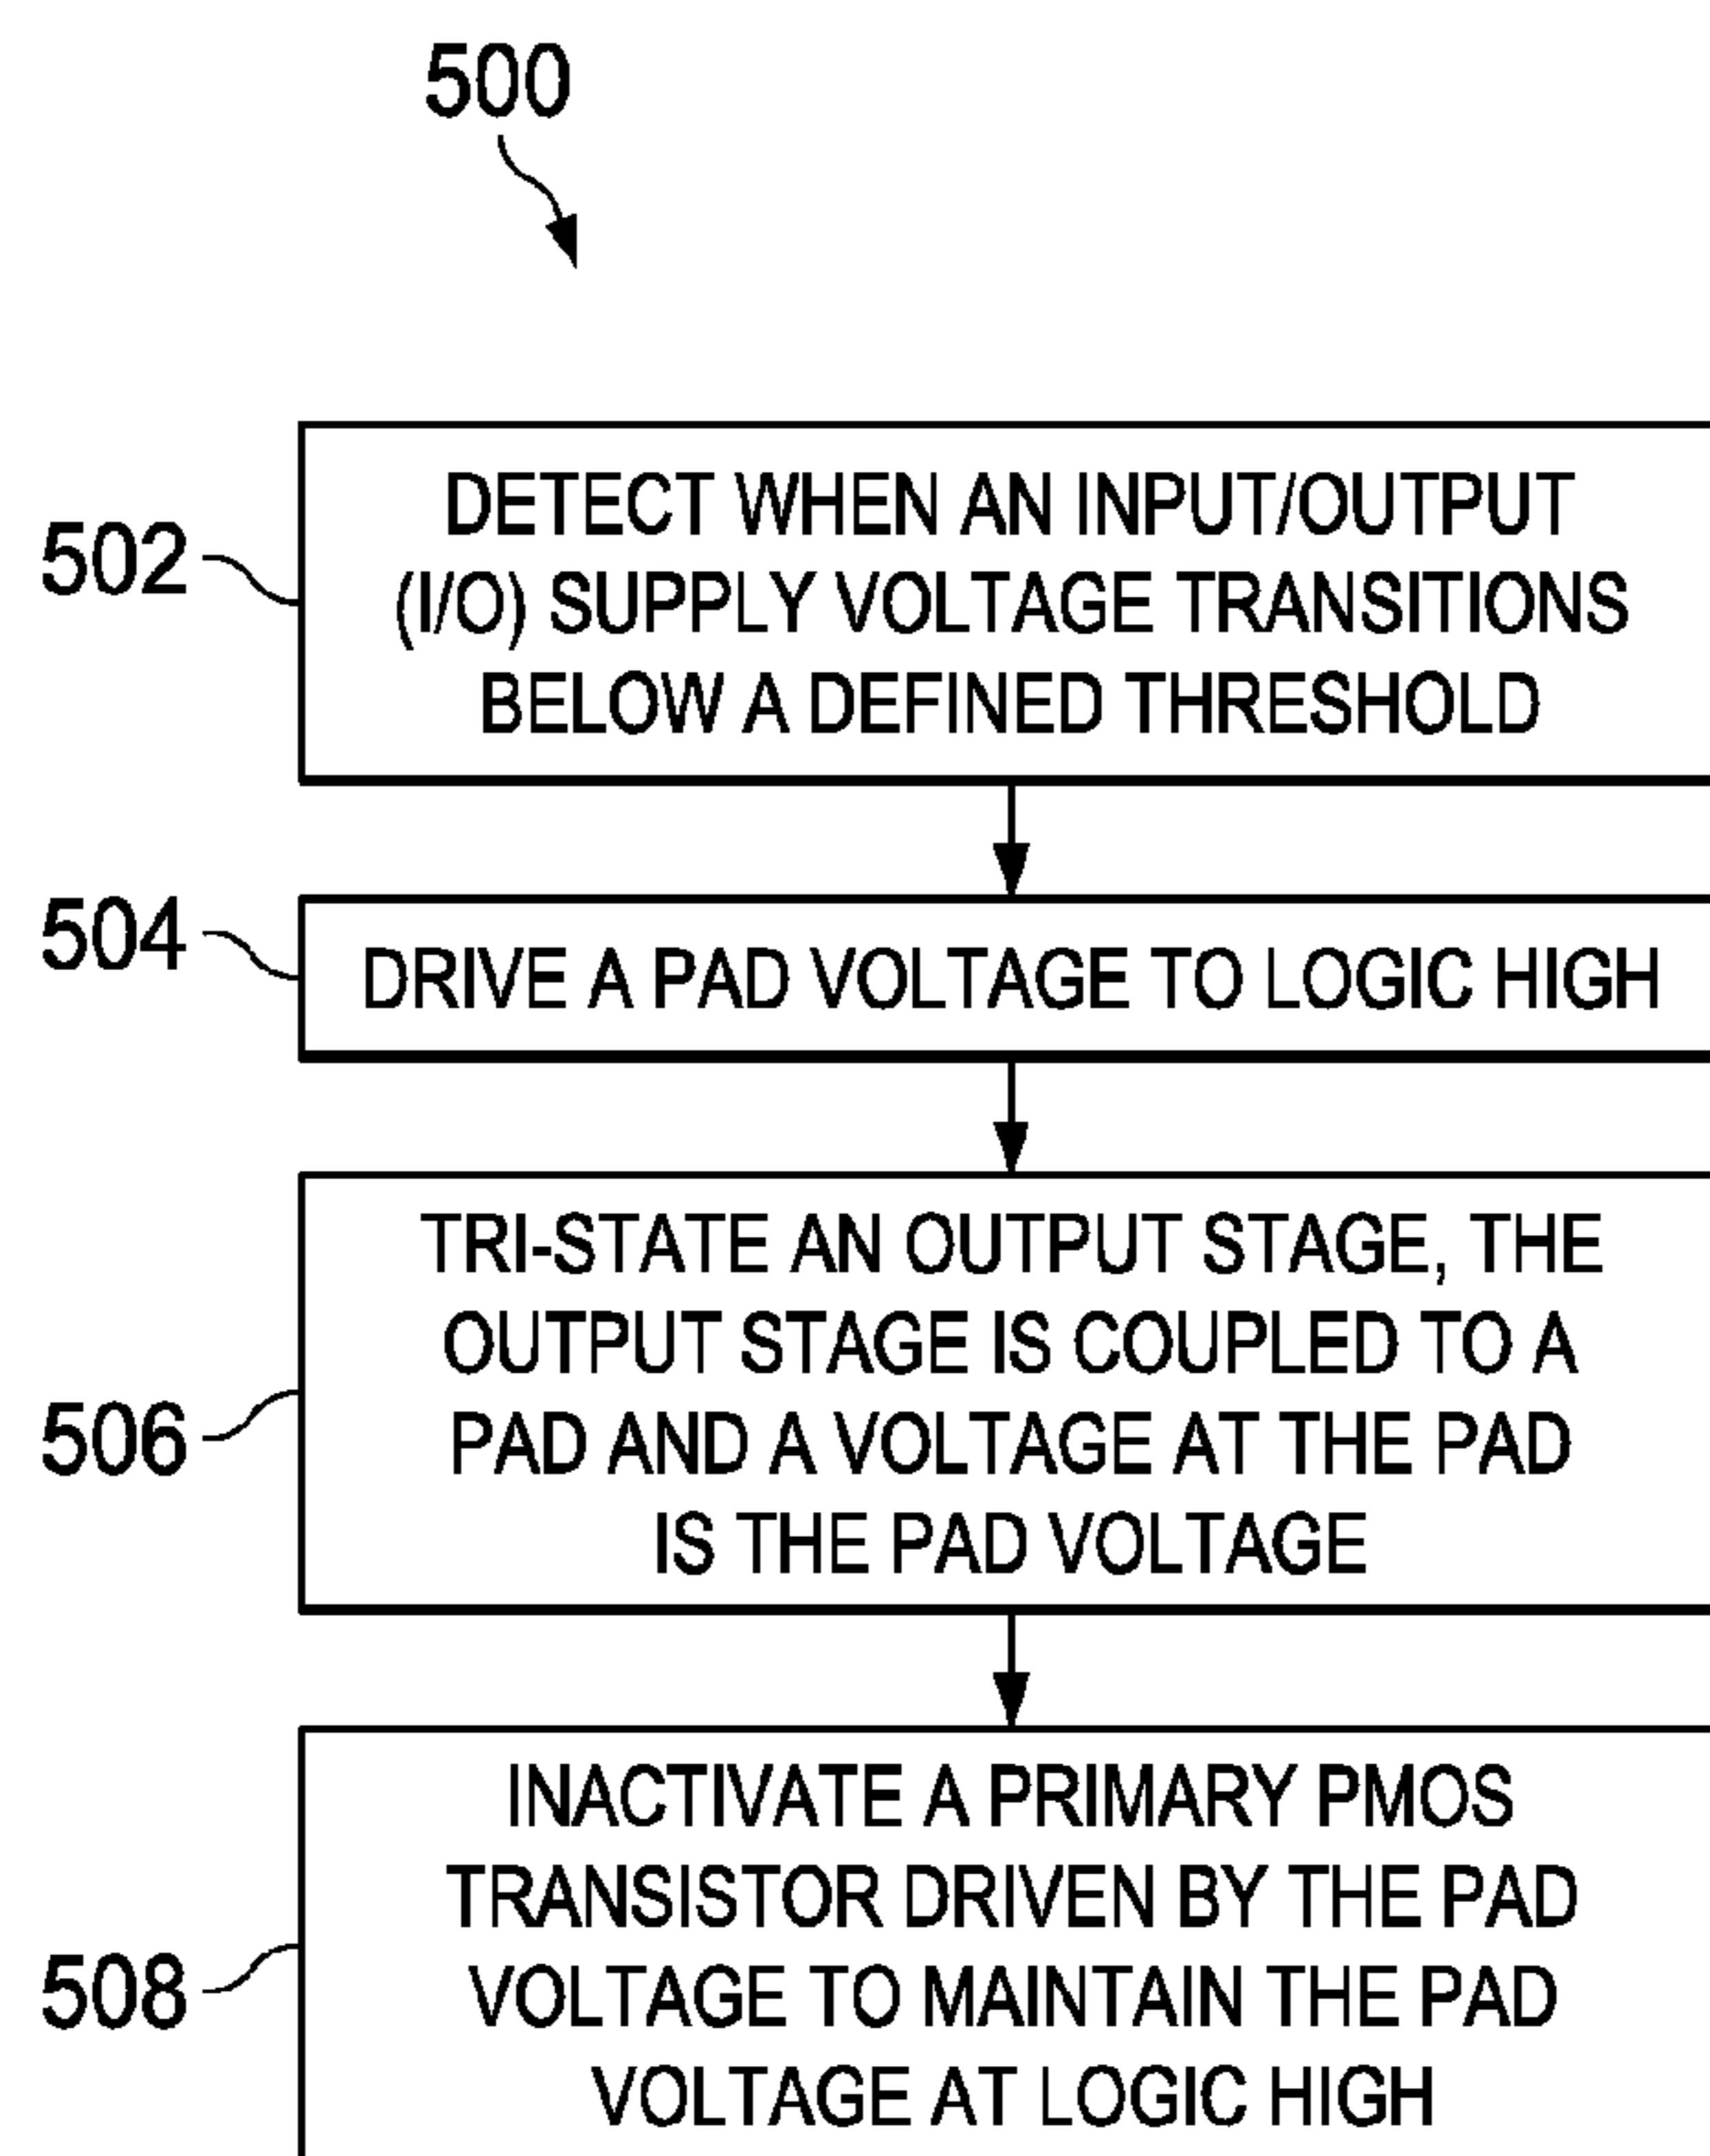 500
502
DETECT WHEN AN INPUT/OUTPUT
(I/O) SUPPLY VOLTAGE TRANSITIONS
BELOW A DEFINED THRESHOLD
504
DRIVE A PAD VOLTAGE TO LOGIC HIGH
506
TRI-STATE AN OUTPUT STAGE, THE
OUTPUT STAGE IS COUPLED TO A
PAD AND A VOLTAGE AT THE PAD
IS THE PAD VOLTAGE
508
INACTIVATE A PRIMARY PMOS
TRANSISTOR DRIVEN BY THE PAD
VOLTAGE TO MAINTAIN THE PAD
VOLTAGE AT LOGIC HIGH